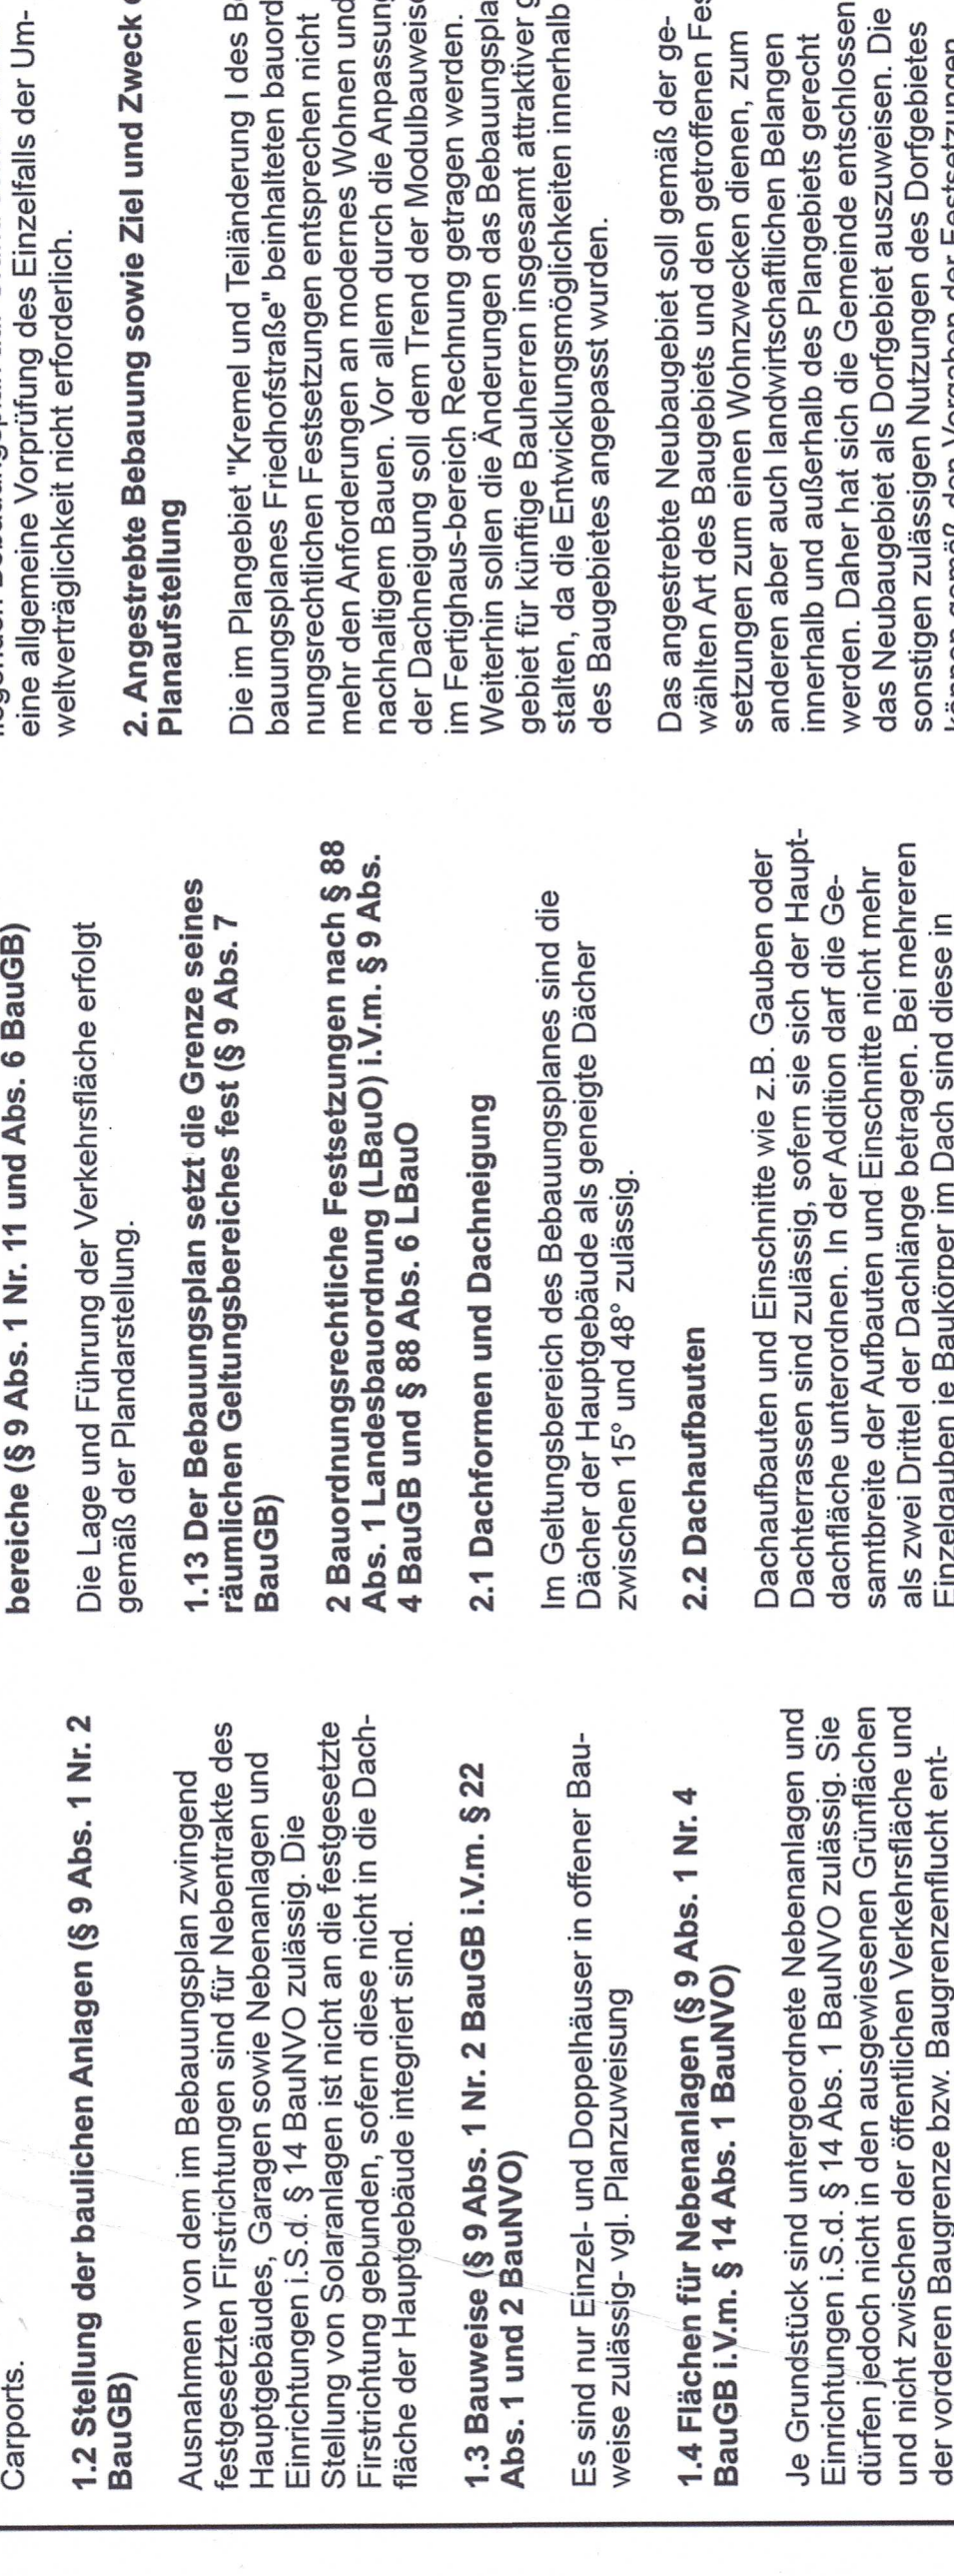 Carports.
1.2 Stellung der baulichen Anlagen (§ 9 Abs. 1 Nr. 2
BauGB)
Ausnahmen von dem im Bebauungsplan zwingend
festgesetzten Firstrichtungen sind für Nebentrakte des
Hauptgebäudes, Garagen sowie Nebenanlagen und
Einrichtungen i.S.d. § 14 BauNVO zulässig. Die
Stellung von Solaranlagen ist nicht an die festgesetzte
Firstrichtung gebunden, sofern diese nicht in die Dach-
fläche der Hauptgebäude integriert sind.
1.3 Bauweise (§ 9 Abs. 1 Nr. 2 BauGB i.V.m. § 22
Abs. 1 und 2 BauNVO)
Es sind nur Einzel- und Doppelhäuser in offener Bau-
weise zulässig- vgl. Planzuweisung
1.4 Flächen für Nebenanlagen (§ 9 Abs. 1 Nr. 4
BauGB i.V.m. § 14 Abs. 1 BauNVO)
Je Grundstück sind untergeordnete Nebenanlagen und
Einrichtungen i.S.d. § 14 Abs. 1 BauNVO zulässig. Sie
dürfen jedoch nicht in den ausgewiesenen Grünflächen
und nicht zwischen der öffentlichen Verkehrsfläche und
der vorderen Baugrenze bzw. Baugrenzenflucht ent-
bereiche (§ 9 Abs. 1 Nr. 11 und Abs. 6 BauGB)
Die Lage und Führung der Verkehrsfläche erfolgt
gemäß der Plandarstellung.
1.13 Der Bebauungsplan setzt die Grenze seines
räumlichen Geltungsbereiches fest (§ 9 Abs. 7
BauGB)
2 Bauordnungsrechtliche Festsetzungen nach § 88
Abs. 1 Landesbauordnung (LBauO) i.V.m. § 9 Abs.
4 BauGB und § 88 Abs. 6 LBauO
2.1 Dachformen und Dachneigung
Im Geltungsbereich des Bebauungsplanes sind die
Dächer der Hauptgebäude als geneigte Dächer
zwischen 15° und 48° zulässig.
2.2 Dachaufbauten
Dachaufbauten und Einschnitte wie z.B. Gauben oder
Dachterrassen sind zulässig, sofern sie sich der Haupt-
dachfläche unterordnen. In der Addition darf die Ge-
samtbreite der Aufbauten und Einschnitte nicht mehr
als zwei Drittel der Dachlänge betragen. Bei mehreren
Einzelgauben je Baukörper im Dach sind diese in
eine allgemeine Vorprüfung des Einzelfalls der Um-
weltverträglichkeit nicht erforderlich.
2. Angestrebte Bebauung sowie Ziel und Zweck
Planaufstellung
Die im Plangebiet "Kremel und Teiländerung I des B
bauungsplanes Friedhofstraße" beinhalteten bauord
nungsrechtlichen Festsetzungen entsprechen nicht
mehr den Anforderungen an modernes Wohnen und
nachhaltigem Bauen. Vor allem durch die Anpassung
der Dachneigung soll dem Trend der Modulbauweise
im Fertighaus-bereich Rechnung getragen werden.
Weiterhin sollen die Änderungen das Bebauungspla
gebiet für künftige Bauherren insgesamt attraktiver g
stalten, da die Entwicklungsmöglichkeiten innerhalb
des Baugebietes angepasst wurden.
Das angestrebte Neubaugebiet soll gemäß der ge-
wählten Art des Baugebiets und den getroffenen Fes
setzungen zum einen Wohnzwecken dienen, zum
anderen aber auch landwirtschaftlichen Belangen
innerhalb und außerhalb des Plangebiets gerecht
werden. Daher hat sich die Gemeinde entschlossen
das Neubaugebiet als Dorfgebiet auszuweisen. Die
sonstigen zulässigen Nutzungen des Dorfgebietes
können gemäß den Vorgaben der Festsetzungen